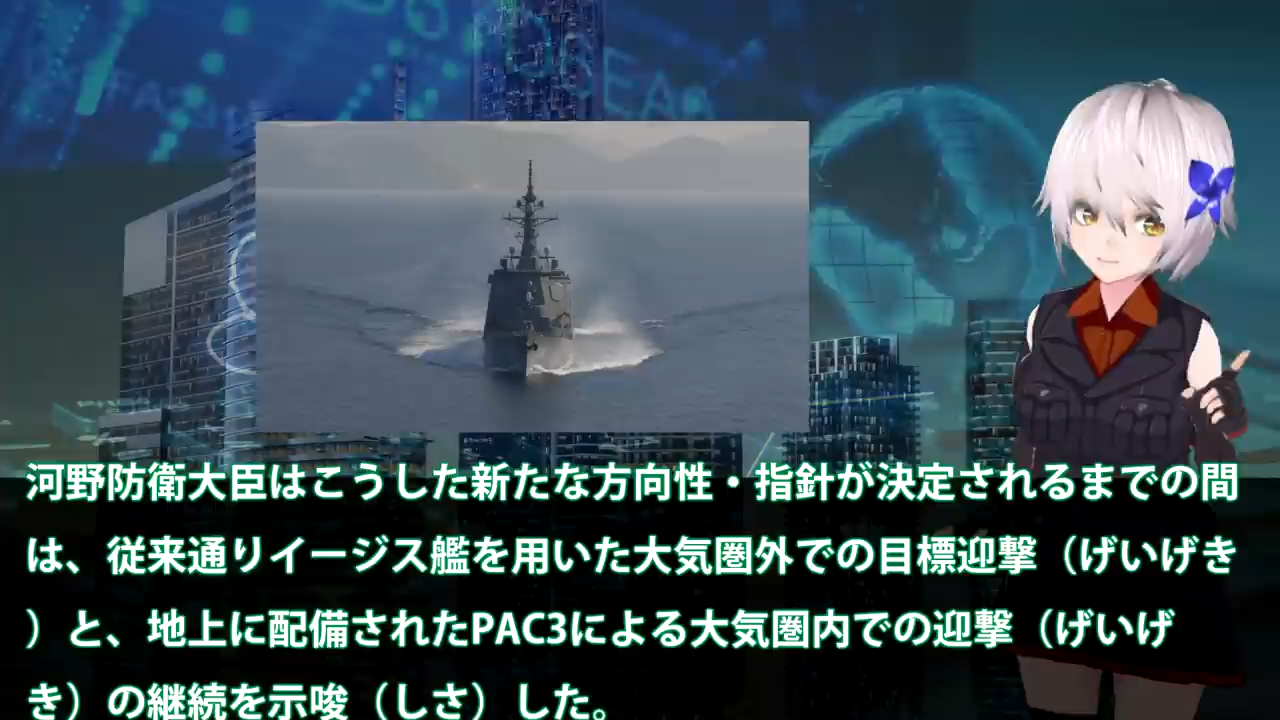 河野防衛大臣はこうした新たな方向性・指針が決定されるまでの間
は、従来通りイージス艦を用いた大気圏外での目標迎撃（げいげき
）と、地上に配備されたPAC3による大気圏内での迎撃（げいげ
き）の継続を示唆（しさ）した。